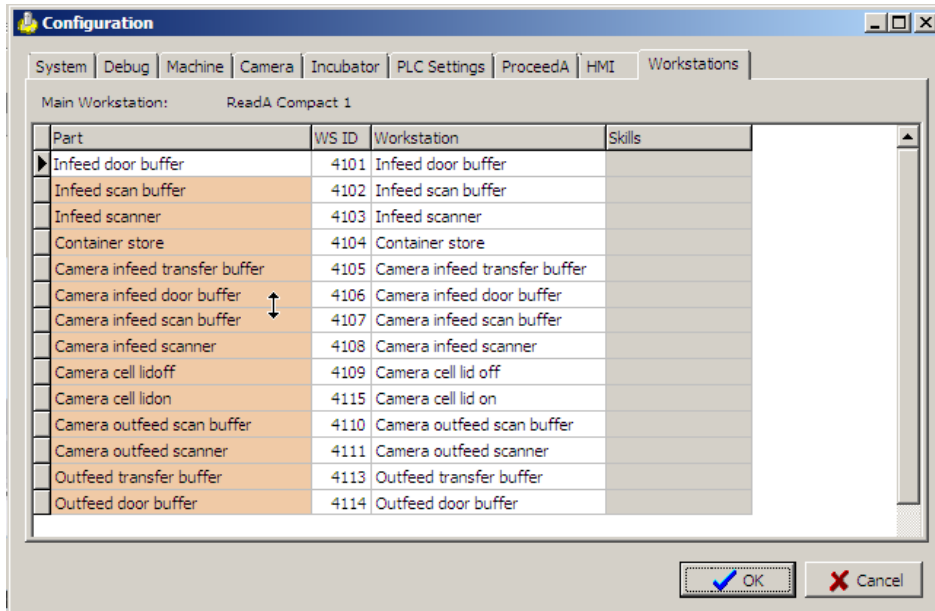 Configuration
System Debug Machine Camera Incubator PLC Settings ProceedA HMI Workstations
Main Workstation: ReadA Compact 1
Part WS ID Workstation Skills
Infeed door buffer 4101 Infeed door buffer
Infeed scan buffer 4102 Infeed scan buffer
Infeed scanner 4103 Infeed scanner
Container store 4104 Container store
Camera infeed transfer buffer 4105 Camera infeed transfer buffer
Camera infeed door buffer 4106 Camera infeed door buffer
Camera infeed scan buffer 4107 Camera infeed scan buffer
Camera infeed scanner 4108 Camera infeed scanner
Camera cell lidoff 4109 Camera cell lid off
Camera cell lidon 4115 Camera cell lid on
Camera outfeed scan buffer 4110 Camera outfeed scan buffer
Camera outfeed scanner 4111 Camera outfeed scanner
Outfeed transfer buffer 4113 Outfeed transfer buffer
Outfeed door buffer 4114 Outfeed door buffer
OK Cancel